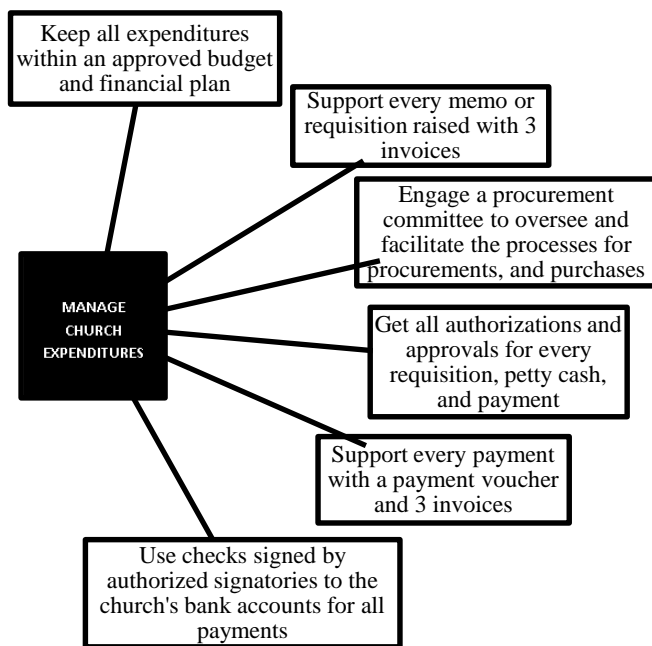 Keep all expenditures
within an approved budget
and financial plan
Support every memo or
requisition raised with 3
invoices
Engage a procurement
committee to oversee and
facilitate the processes for
procurements, and purchases
MANAGE
CHURCH
EXPENDITURES
Get all authorizations and
approvals for every
requisition, petty cash,
and payment
Support every payment
with a payment voucher
and 3 invoices
Use checks signed by
authorized signatories to the
church's bank accounts for all
payments